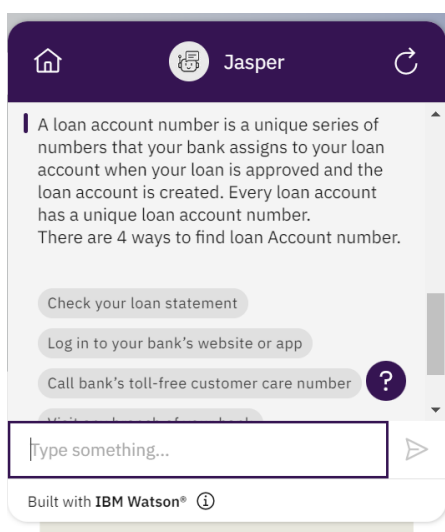 Jasper
A loan account number is a unique series of
numbers that your bank assigns to your loan
account when your loan is approved and the
loan account is created. Every loan account
has a unique loan account number.
There are 4 ways to find loan Account number.
Check your loan statement
Log in to your bank's website or app
Call bank's toll-free customer care number
?
Type something...
Built with IBM Watson®